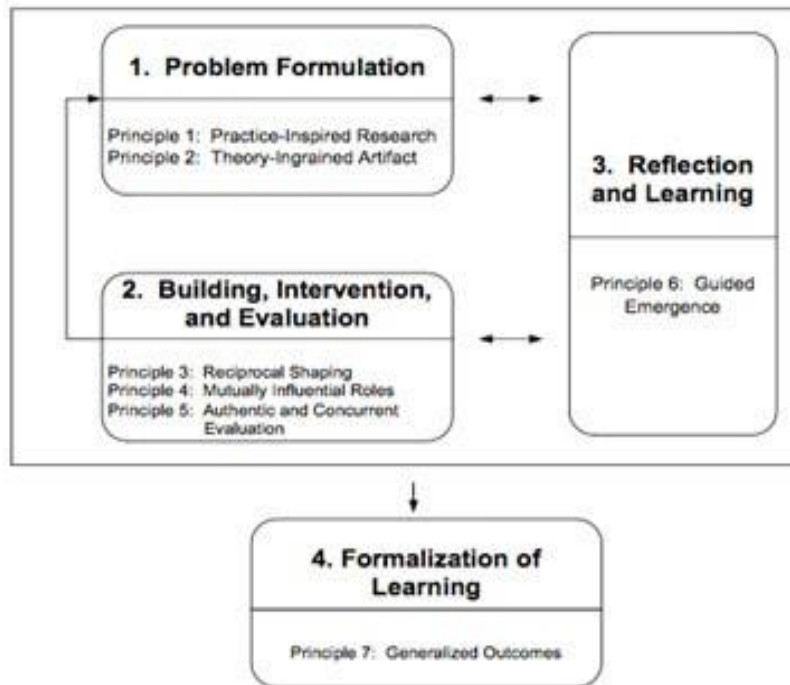 1. Problem Formulation
Principle 1: Practice-Inspired Research
Principle 2: Theory-Ingrained Artifact
2. Building, Intervention,
and Evaluation
Principle 3: Reciprocal Shaping
Principle 4: Mutually Influential Roles
Principle 5: Authentic and Concurrent
Evaluation
3. Reflection
and Learning
Principle 6: Guided
Emergence
4. Formalization of
Learning
Principle 7: Generalized Outcomes